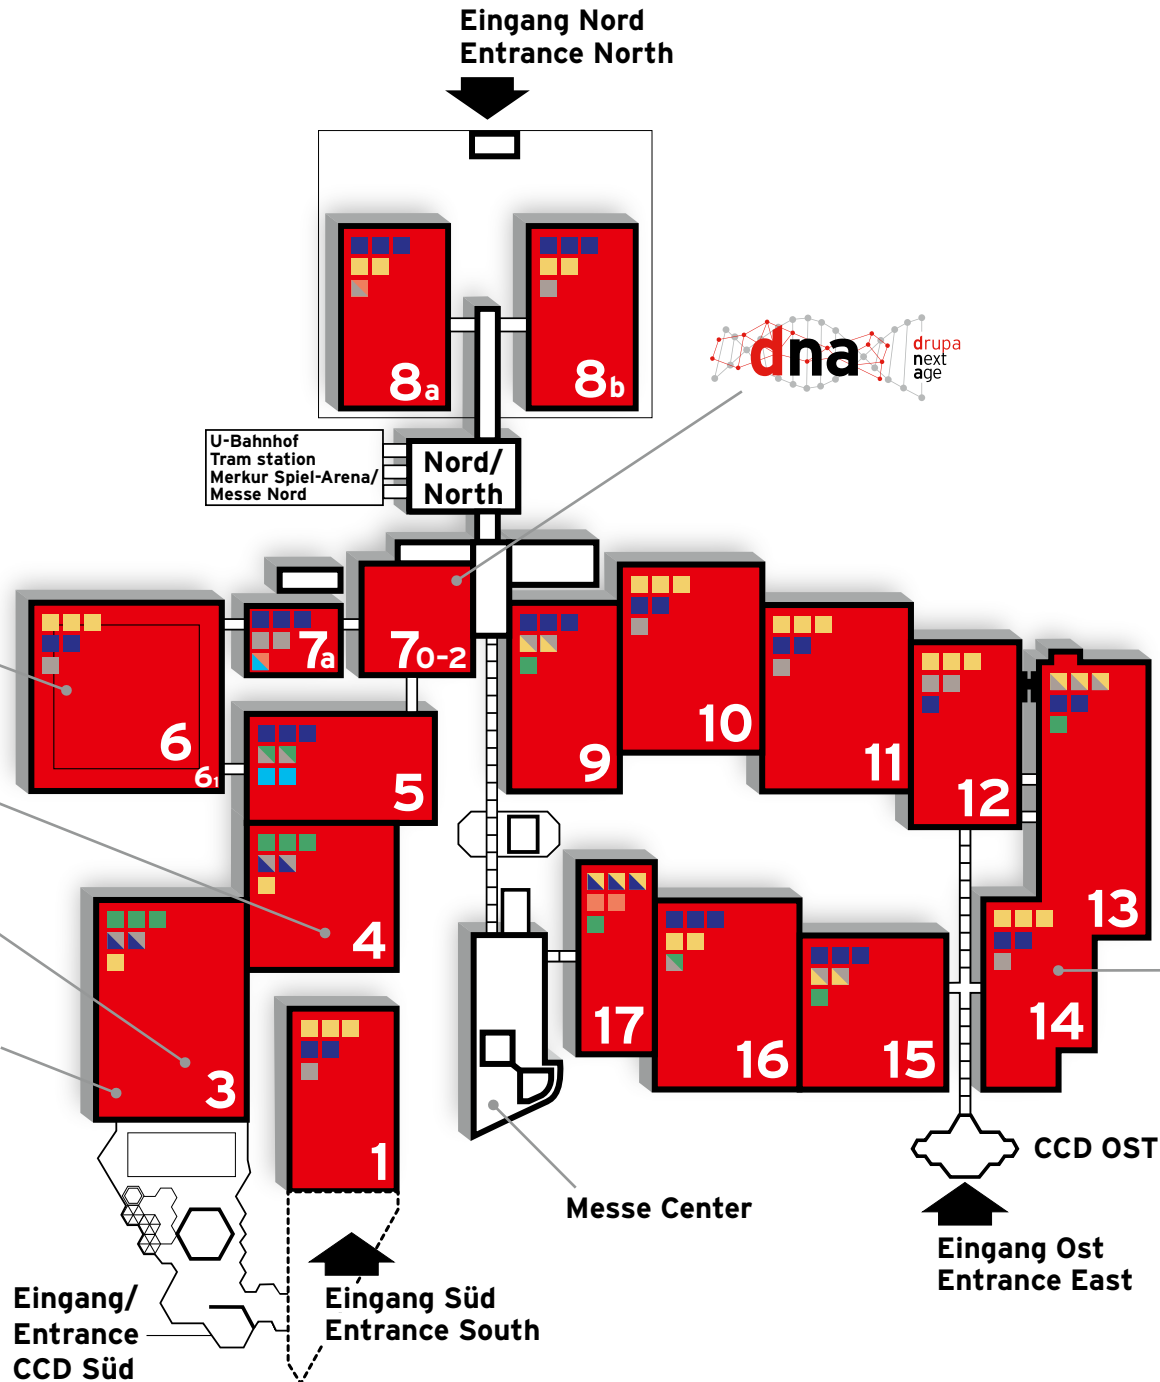 Eingang Nord
Entrance North
8a
8b
dna
drupa
next
age
U-Bahnhof
Tram station
Merkur Spiel-Arena/
Messe Nord
Nord/
North
6
61
7a
70-2
5
4
3
1
9
10
11
12
13
14
15
16
17
Messe Center
CCD OST
Eingang Ost
Entrance East
Eingang Süd
Entrance South
Eingang/
Entrance
CCD Süd